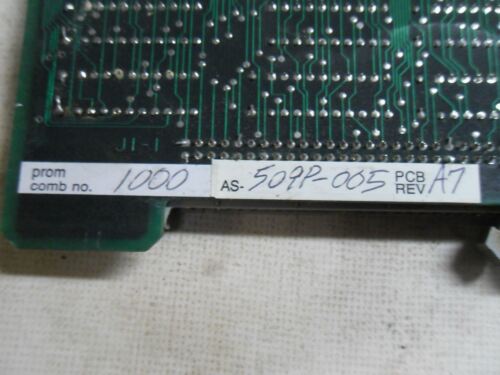 J1-1
prom
comb no. 1000
AS- 509P-005 PCB REV A7